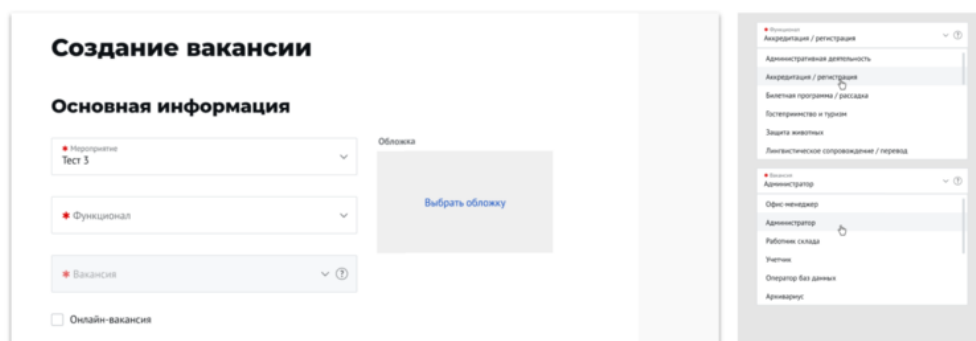 Создание вакансии
Основная информация
* Мероприятие
Тест 3
Обложка
Выбрать обложку
* Функционал
* Вакансия
Онлайн-вакансия
* Функционал
Аккредитация / регистрация
Административная деятельность
Аккредитация / регистрация
Билетная программа / рассадка
Гостеприимство и туризм
Защита животных
Лингвистическое сопровождение / перевод
* Вакансия
Администратор
Офис-менеджер
Администратор
Работник склада
Учетчик
Оператор баз данных
Архивариус